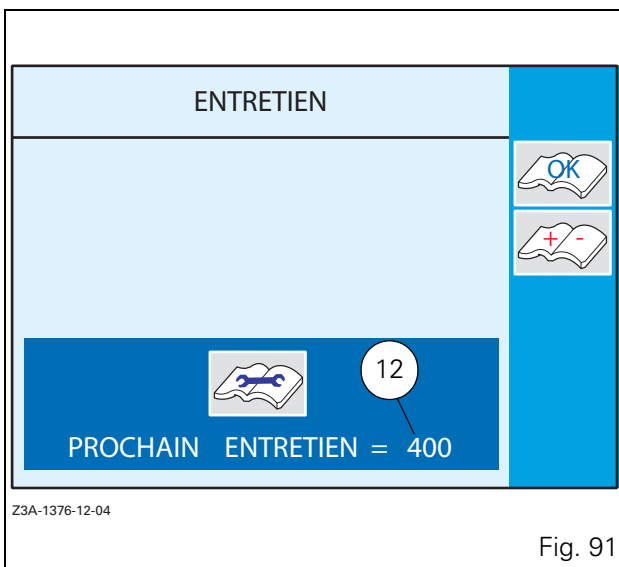 ENTRETIEN
OK
+ -
12
PROCHAIN ENTRETIEN = 400
Z3A-1376-12-04
Fig. 91